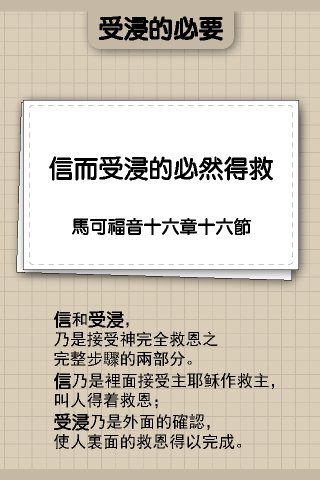 受浸的必要
信而受浸的必然得救
馬可福音十六章十六節
信和受浸，
乃是接受神完全救恩之
完整步驟的兩部分。
信乃是裡面接受主耶穌作救主，
叫人得着救恩；
受浸乃是外面的確認，
使人裏面的救恩得以完成。